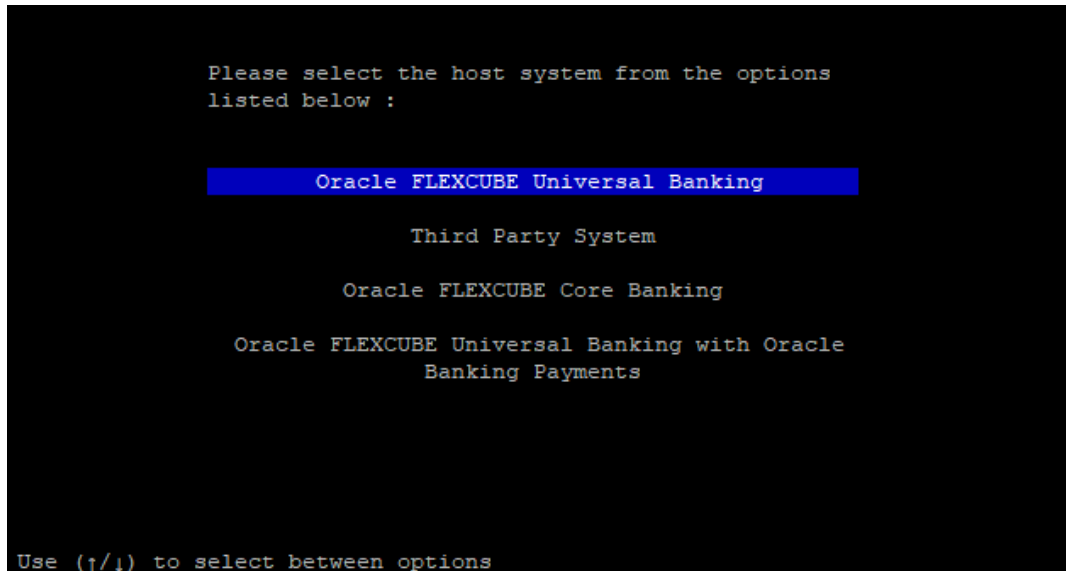 Please select the host system from the options
listed below :
Oracle FLEXCUBE Universal Banking
Third Party System
Oracle FLEXCUBE Core Banking
Oracle FLEXCUBE Universal Banking with Oracle
Banking Payments
Use (↑/↓) to select between options